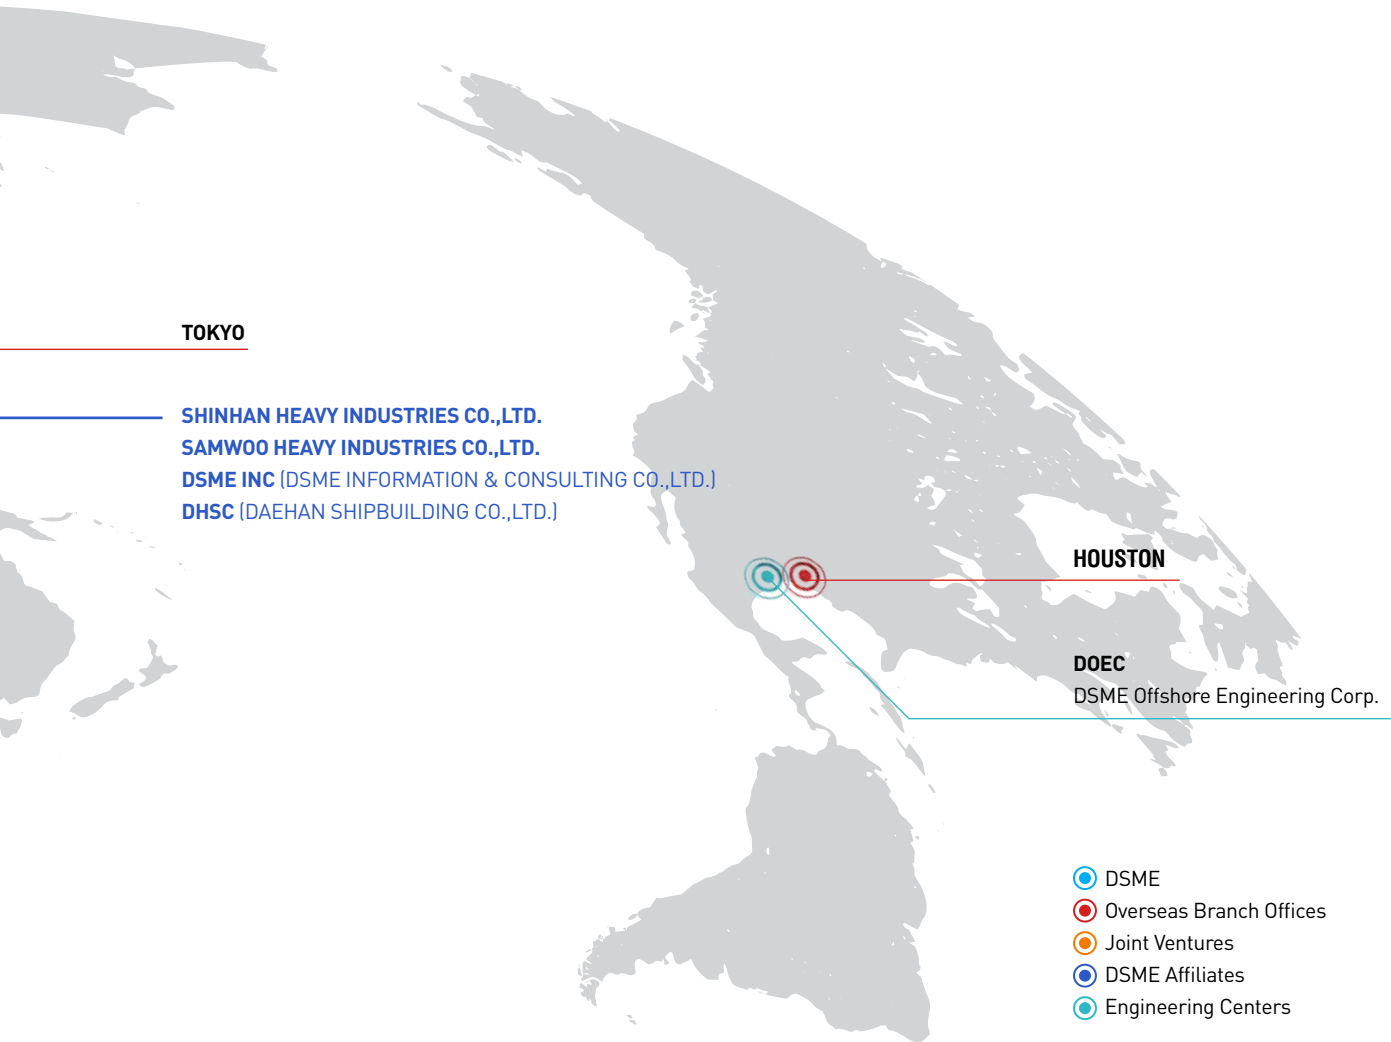 TOKYO
SHINHAN HEAVY INDUSTRIES CO.,LTD.
SAMWOO HEAVY INDUSTRIES CO.,LTD.
DSME INC (DSME INFORMATION & CONSULTING CO.,LTD.)
DHSC (DAEHAN SHIPBUILDING CO.,LTD.)
HOUSTON
DOEC
DSME Offshore Engineering Corp.
DSME
Overseas Branch Offices
Joint Ventures
DSME Affiliates
Engineering Centers